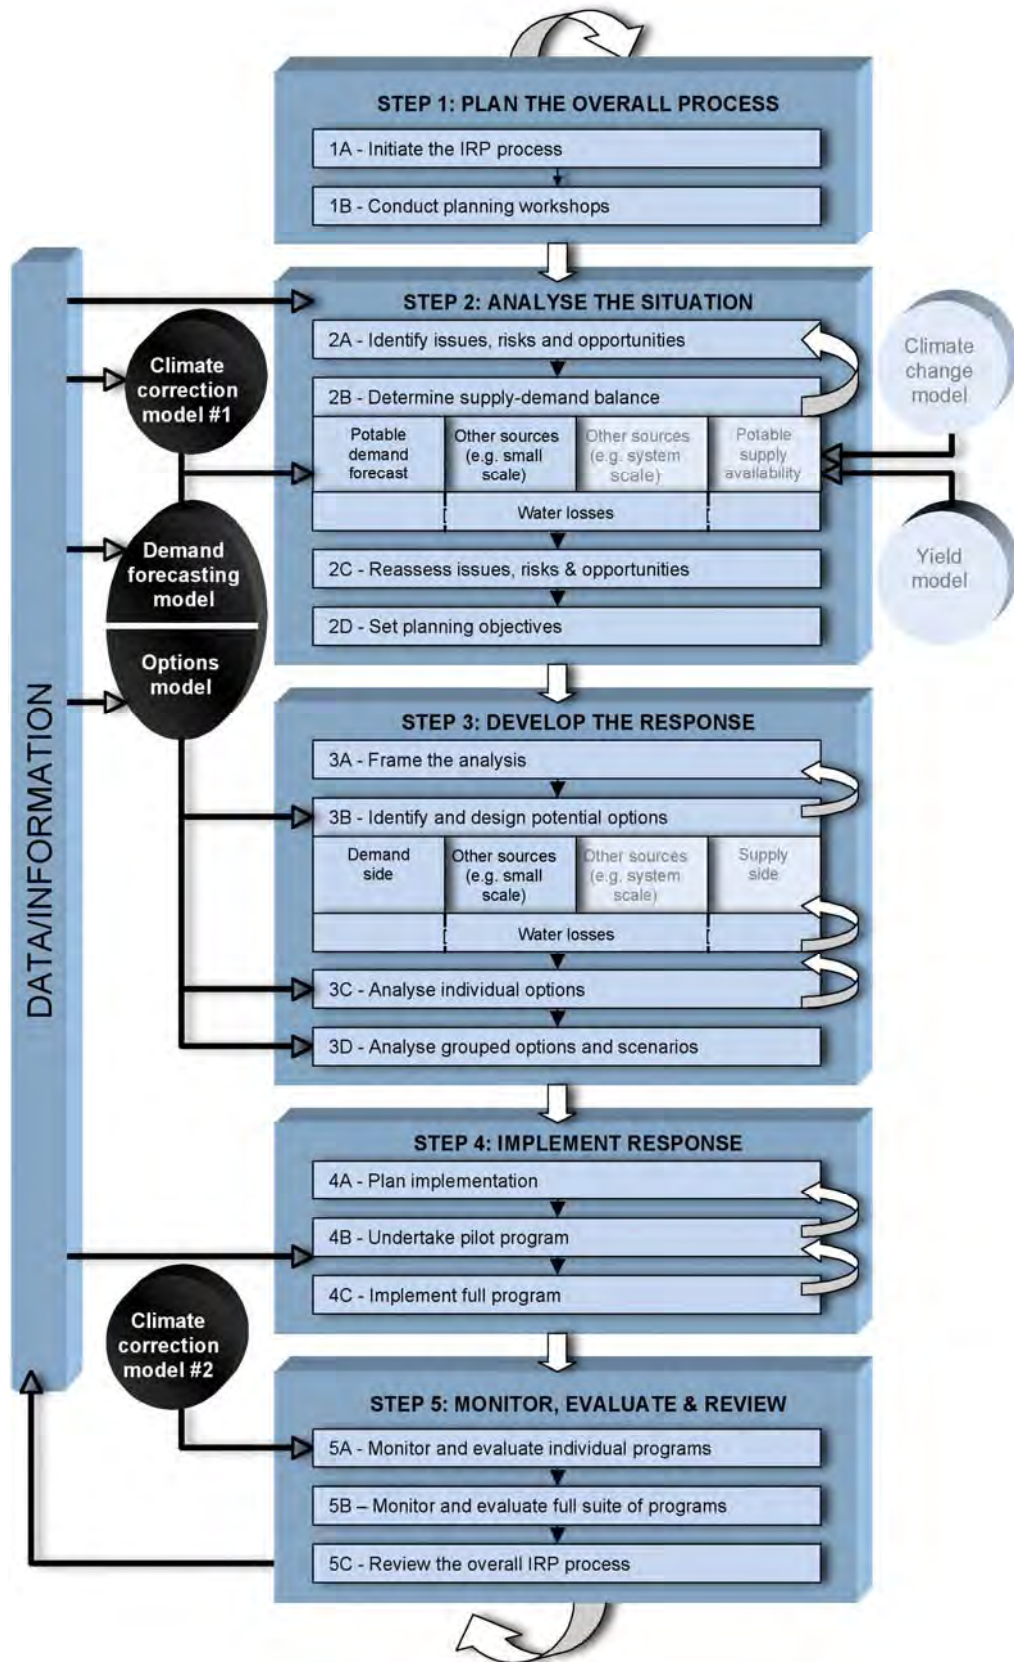 STEP 1: PLAN THE OVERALL PROCESS
1A - Initiate the IRP process
1B - Conduct planning workshops
DATA/INFORMATION
STEP 2: ANALYSE THE SITUATION
2A - Identify issues, risks and opportunities
2B - Determine supply-demand balance
Potable
demand
forecast
Other sources
(e.g. small
scale)
Other sources
(e.g. system
scale)
Potable
supply
availability
Water losses
2C - Reassess issues, risks & opportunities
2D - Set planning objectives
Climate
correction
model #1
Demand
forecasting
model
Options
model
Climate
change
model
Yield
model
STEP 3: DEVELOP THE RESPONSE
3A - Frame the analysis
3B - Identify and design potential options
Demand
side
Other sources
(e.g. small
scale)
Other sources
(e.g. system
scale)
Supply
side
Water losses
3C - Analyse individual options
3D - Analyse grouped options and scenarios
STEP 4: IMPLEMENT RESPONSE
4A - Plan implementation
4B - Undertake pilot program
4C - Implement full program
Climate
correction
model #2
STEP 5: MONITOR, EVALUATE & REVIEW
5A - Monitor and evaluate individual programs
5B – Monitor and evaluate full suite of programs
5C - Review the overall IRP process